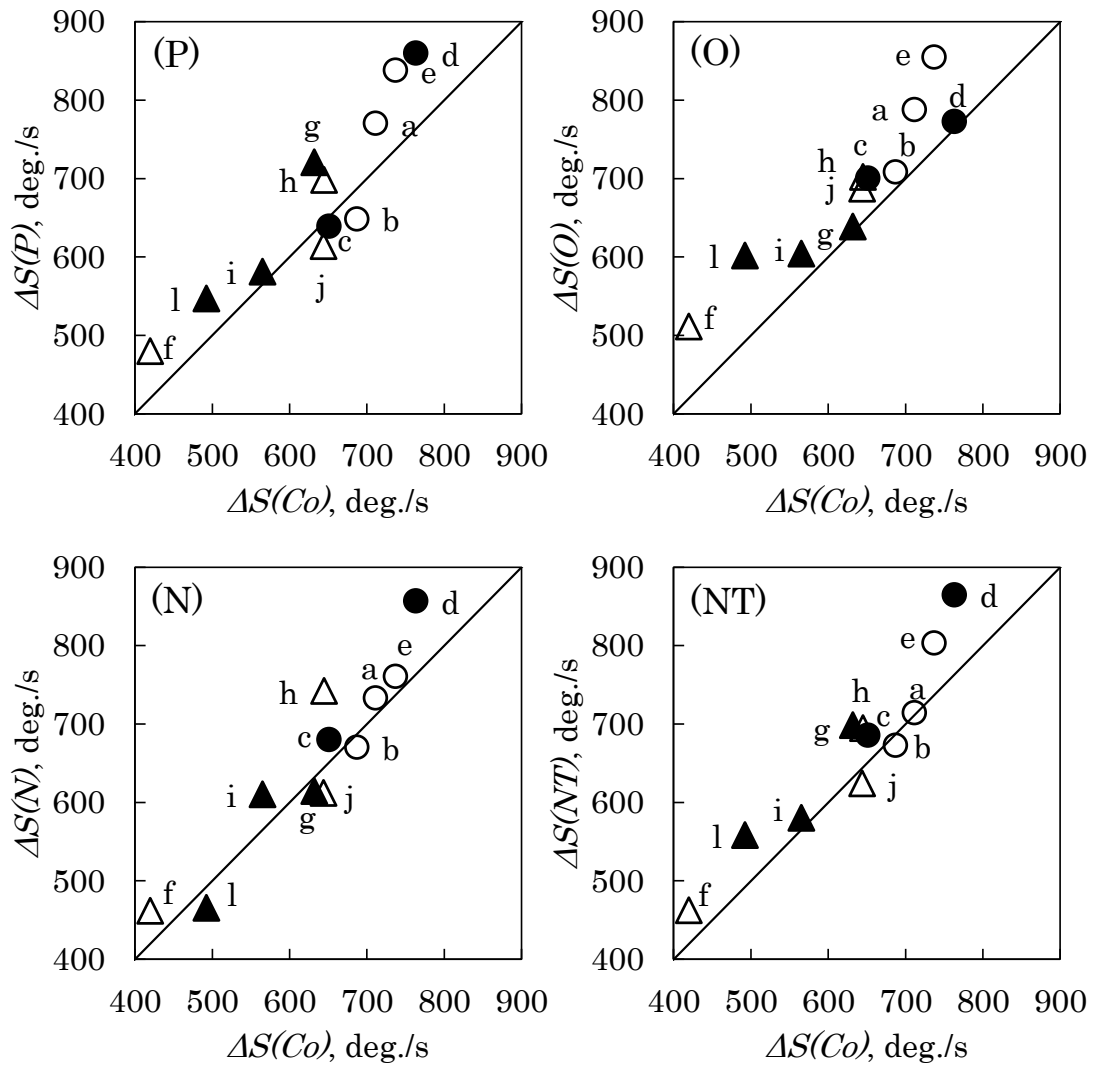 900
(P)
d
e
800
a
g
700
h
b
c
600
i
j
l
500
f
400
400 500 600 700 800 900
ΔS(P), deg./s
ΔS(Co), deg./s
900
(O)
e
800
d
a
c
b
h
700
j
g
l
i
600
f
500
400
400 500 600 700 800 900
ΔS(O), deg./s
ΔS(Co), deg./s
900
(N)
d
800
e
a
h
700
c
b
i
j
600
g
l
f
500
400
400 500 600 700 800 900
ΔS(N), deg./s
ΔS(Co), deg./s
900
(NT)
d
e
800
h
a
c
g
700
b
j
i
600
l
f
500
400
400 500 600 700 800 900
ΔS(NT), deg./s
ΔS(Co), deg./s